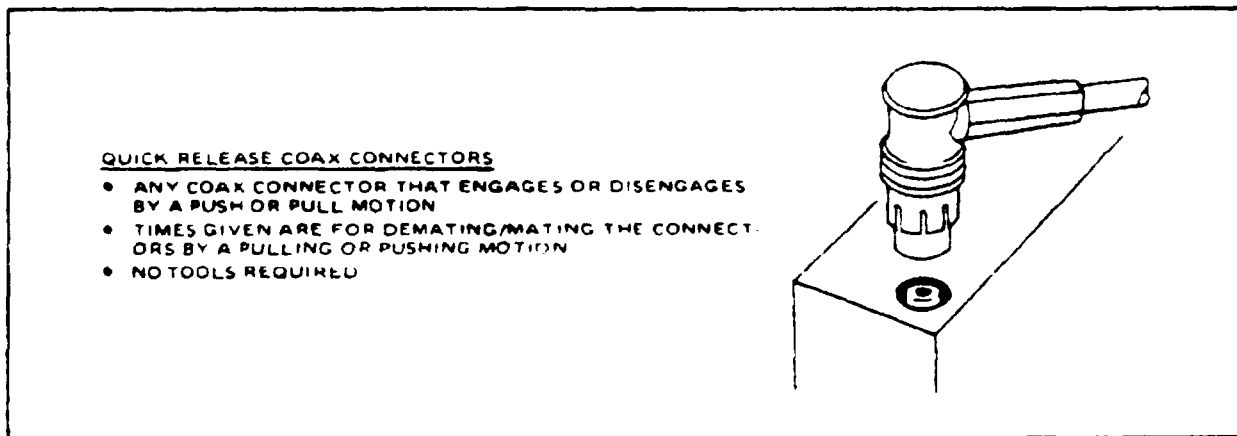 QUICK RELEASE COAX CONNECTORS
• ANY COAX CONNECTOR THAT ENGAGES OR DISENGAGES
BY A PUSH OR PULL MOTION
• TIMES GIVEN ARE FOR DEMATING/MATING THE CONNECT-
ORS BY A PULLING OR PUSHING MOTION
• NO TOOLS REQUIRED